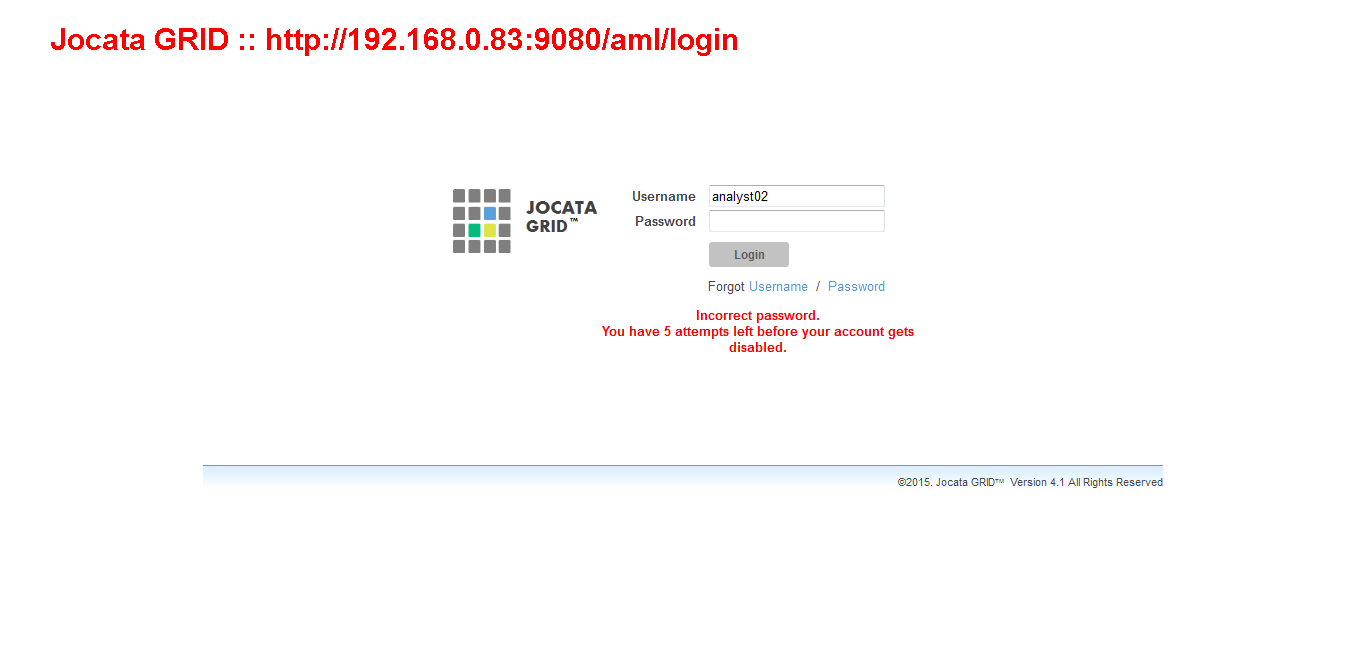 Jocata GRID :: http://192.168.0.83:9080/aml/login
JOCATA
GRID™
Username analyst02
Password
Login
Forgot Username / Password
Incorrect password.
You have 5 attempts left before your account gets
disabled.
©2015. Jocata GRID™ Version 4.1 All Rights Reserved